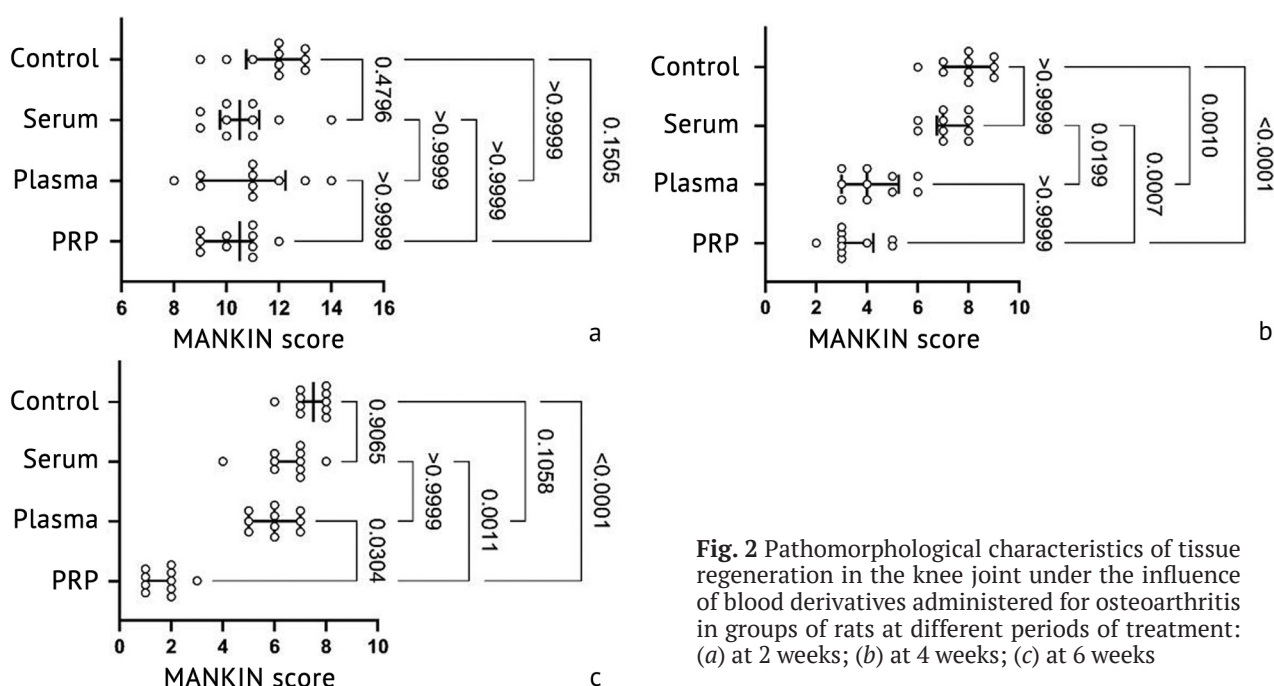 Control
Serum
Plasma
PRP
0.4796
>0.9999
>0.9999
>0.9999
>0.9999
0.1505
6 8 10 12 14 16
MANKIN score
a
Control
Serum
Plasma
PRP
>0.9999
>0.9999
0.0199
0.0007
0.0010
<0.0001
0 2 4 6 8 10
MANKIN score
b
Control
Serum
Plasma
PRP
0.9065
0.0304
>0.9999
0.0011
0.1058
<0.0001
0 2 4 6 8 10
MANKIN score
c
Fig. 2 Pathomorphological characteristics of tissue
regeneration in the knee joint under the influence
of blood derivatives administered for osteoarthritis
in groups of rats at different periods of treatment:
(a) at 2 weeks; (b) at 4 weeks; (c) at 6 weeks